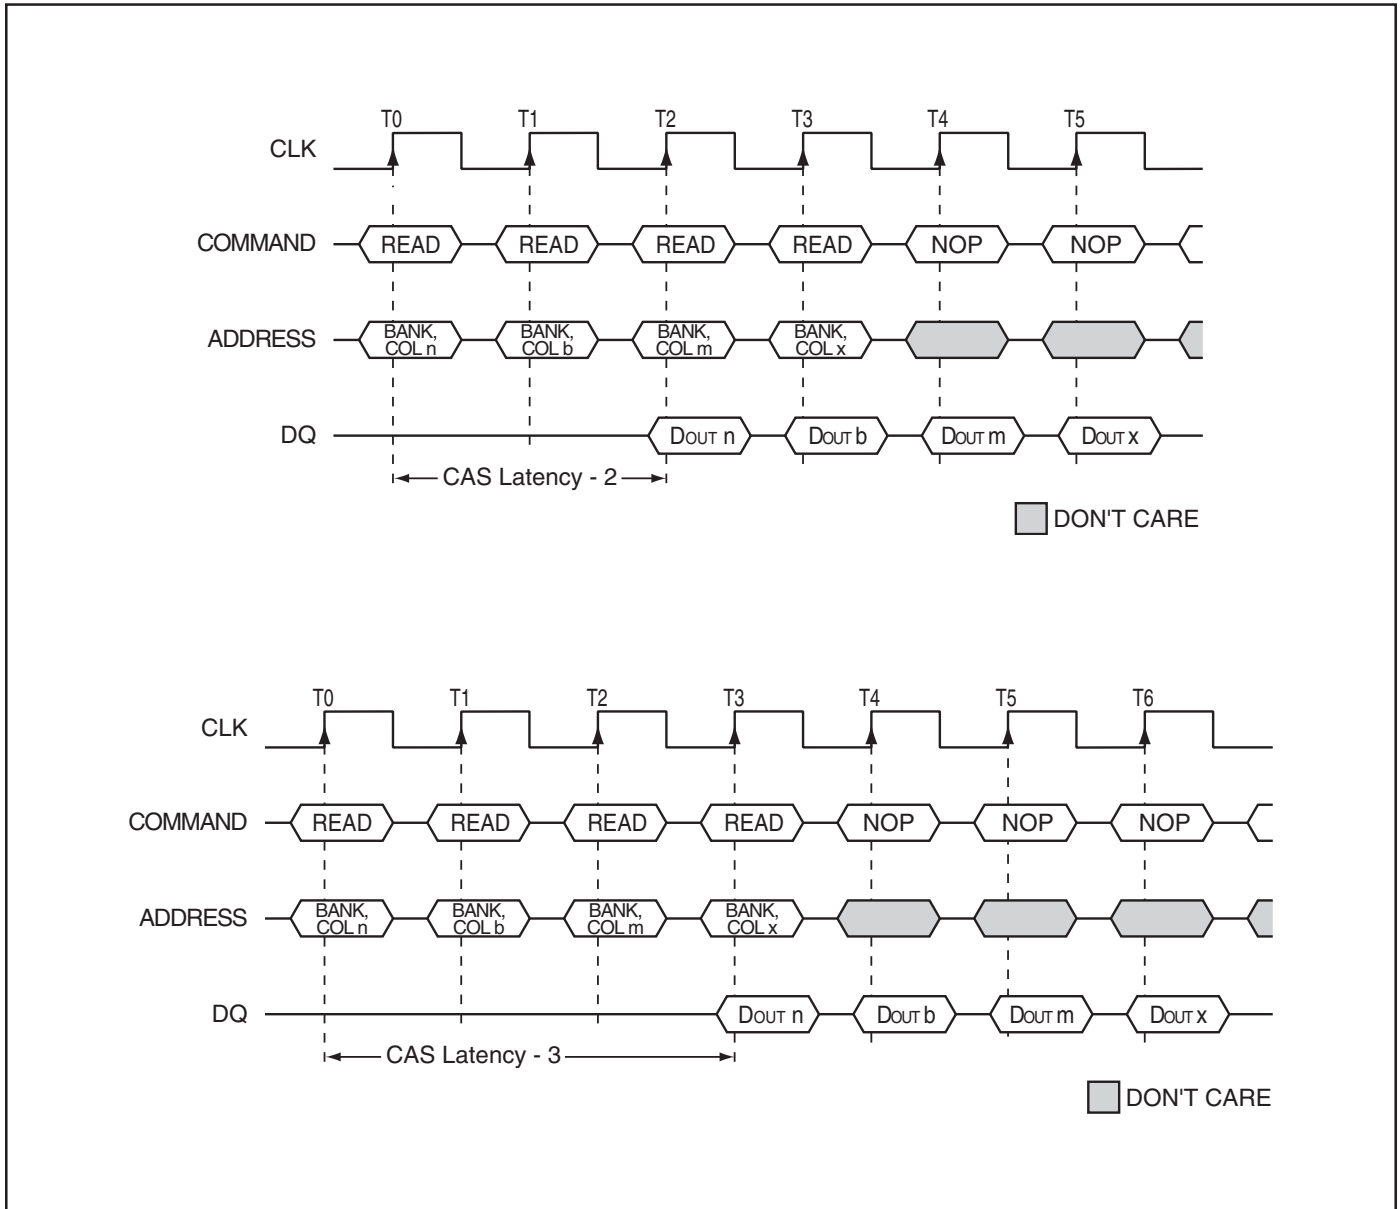 T0 T1 T2 T3 T4 T5
CLK
COMMAND READ READ READ READ NOP NOP
ADDRESS BANK, COL n BANK, COL b BANK, COL m BANK, COL x
DQ DOUT n DOUT b DOUT m DOUT x
CAS Latency - 2
DON'T CARE
T0 T1 T2 T3 T4 T5 T6
CLK
COMMAND READ READ READ READ NOP NOP NOP
ADDRESS BANK, COL n BANK, COL b BANK, COL m BANK, COL x
DQ DOUT n DOUT b DOUT m DOUT x
CAS Latency - 3
DON'T CARE